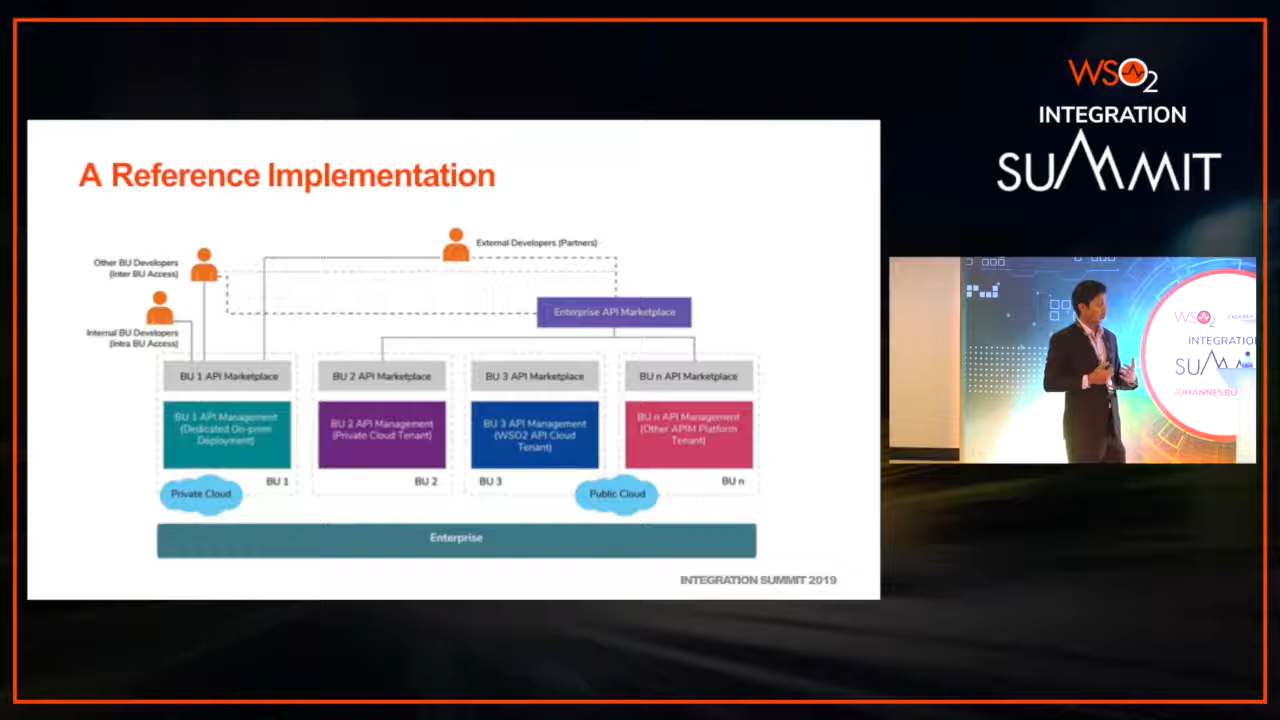 WSO2
INTEGRATION
SUMMIT
A Reference Implementation
External Developers (Partners)
Other BU Developers
(Inter BU Access)
Internal BU Developers
(Intra BU Access)
Enterprise API Marketplace
BU 1 API Marketplace
BU 2 API Marketplace
BU 3 API Marketplace
BU n API Marketplace
BU 1 API Management
(Dedicated On-prem
Deployment)
BU 2 API Management
(Private Cloud Tenant)
BU 3 API Management
(WSO2 API Cloud
Tenant)
BU n API Management
(Other APIM Platform
Tenant)
Private Cloud
BU 1
BU 2
BU 3
Public Cloud
BU n
Enterprise
INTEGRATION SUMMIT 2019
WSO2
INTEGRATIO
SUMM
JOHANNESBU